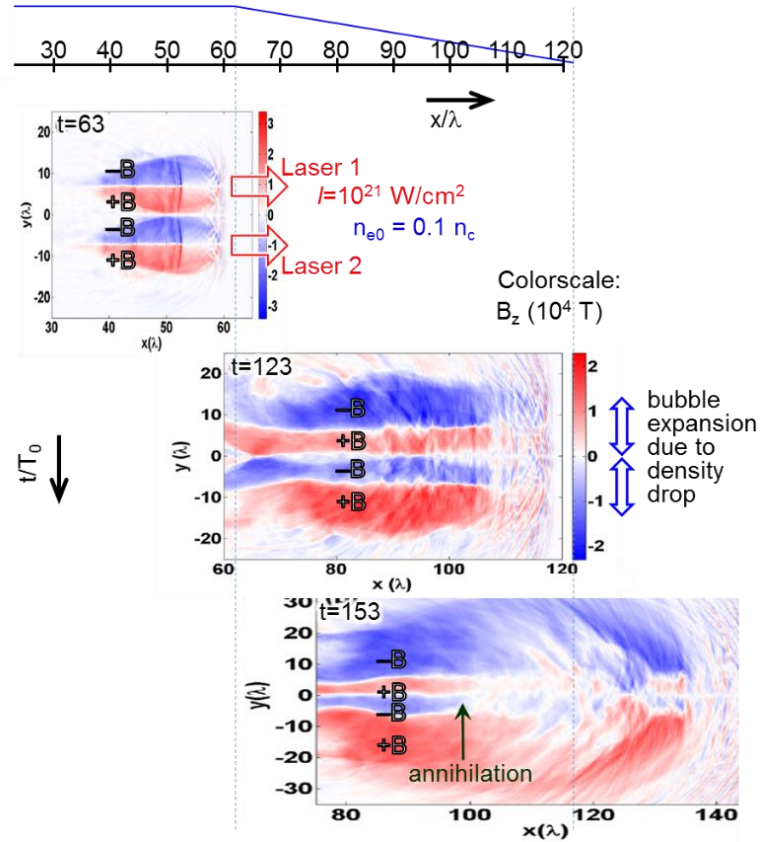 30 40 50 60 70 80 90 100 110 120
x/λ
t=63
20
10
0
-10
-20
y(λ)
30 40 50 60
x(λ)
-B
+B
-B
+B
3
2
1
0
-1
-2
-3
Laser 1
I=10²¹ W/cm²
nₑ₀ = 0.1 n_c
Laser 2
Colorscale:
B_z (10⁴ T)
t/T₀
t=123
20
10
0
-10
-20
y (λ)
60 80 100 120
x (λ)
-B
+B
-B
+B
2
1
0
-1
-2
bubble
expansion
due to
density
drop
t=153
30
20
10
0
-10
-20
-30
y(λ)
80 100 120 140
x(λ)
-B
+B
-B
+B
annihilation